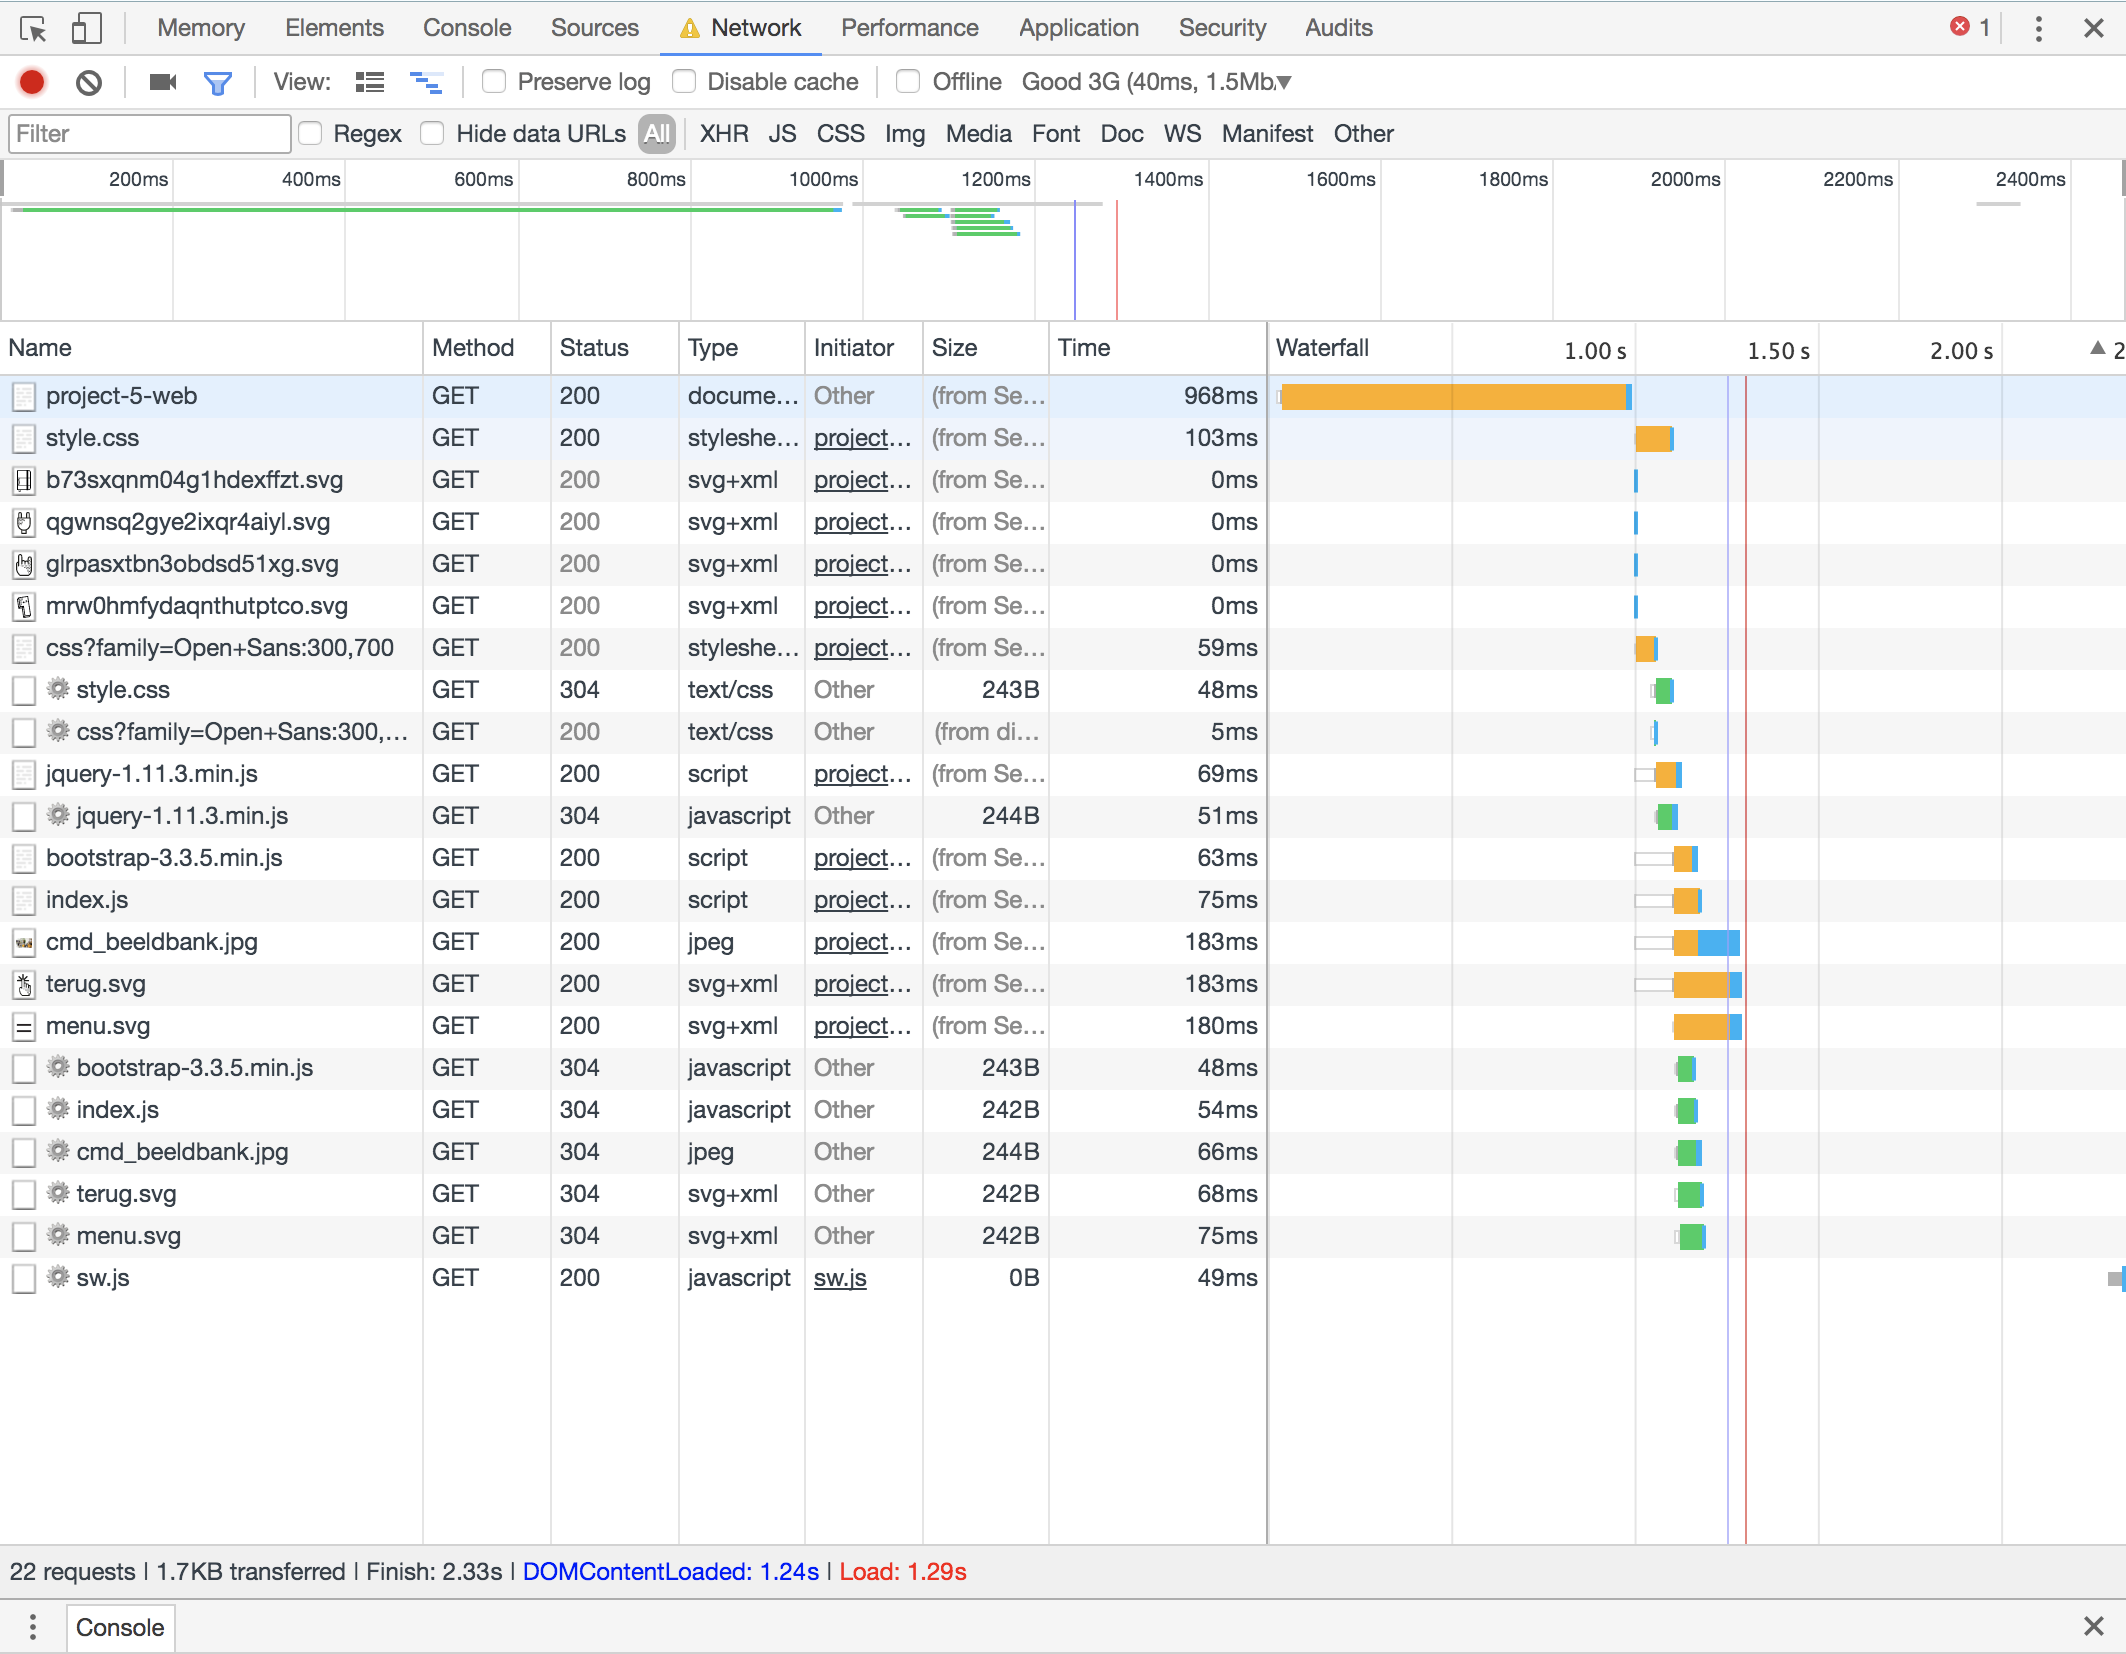 Memory Elements Console Sources Network Performance Application Security Audits 1
View: Preserve log Disable cache Offline Good 3G (40ms, 1.5Mb
Filter Regex Hide data URLs All XHR JS CSS Img Media Font Doc WS Manifest Other
200ms 400ms 600ms 800ms 1000ms 1200ms 1400ms 1600ms 1800ms 2000ms 2200ms 2400ms
Name Method Status Type Initiator Size Time Waterfall 1.00 s 1.50 s 2.00 s 2
project-5-web GET 200 docume... Other (from Se... 968ms
style.css GET 200 styleshe... project... (from Se... 103ms
b73sxqnm04g1hdexffzt.svg GET 200 svg+xml project... (from Se... 0ms
qgwnsq2gye2ixqr4aiyl.svg GET 200 svg+xml project... (from Se... 0ms
glrpasxtbn3obdsd51xg.svg GET 200 svg+xml project... (from Se... 0ms
mrw0hmfydaqnthutptco.svg GET 200 svg+xml project... (from Se... 0ms
css?family=Open+Sans:300,700 GET 200 styleshe... project... (from Se... 59ms
style.css GET 304 text/css Other 243B 48ms
css?family=Open+Sans:300,... GET 200 text/css Other (from di... 5ms
jquery-1.11.3.min.js GET 200 script project... (from Se... 69ms
jquery-1.11.3.min.js GET 304 javascript Other 244B 51ms
bootstrap-3.3.5.min.js GET 200 script project... (from Se... 63ms
index.js GET 200 script project... (from Se... 75ms
cmd_beeldbank.jpg GET 200 jpeg project... (from Se... 183ms
terug.svg GET 200 svg+xml project... (from Se... 183ms
menu.svg GET 200 svg+xml project... (from Se... 180ms
bootstrap-3.3.5.min.js GET 304 javascript Other 243B 48ms
index.js GET 304 javascript Other 242B 54ms
cmd_beeldbank.jpg GET 304 jpeg Other 244B 66ms
terug.svg GET 304 svg+xml Other 242B 68ms
menu.svg GET 304 svg+xml Other 242B 75ms
sw.js GET 200 javascript sw.js 0B 49ms
22 requests | 1.7KB transferred | Finish: 2.33s | DOMContentLoaded: 1.24s | Load: 1.29s
Console